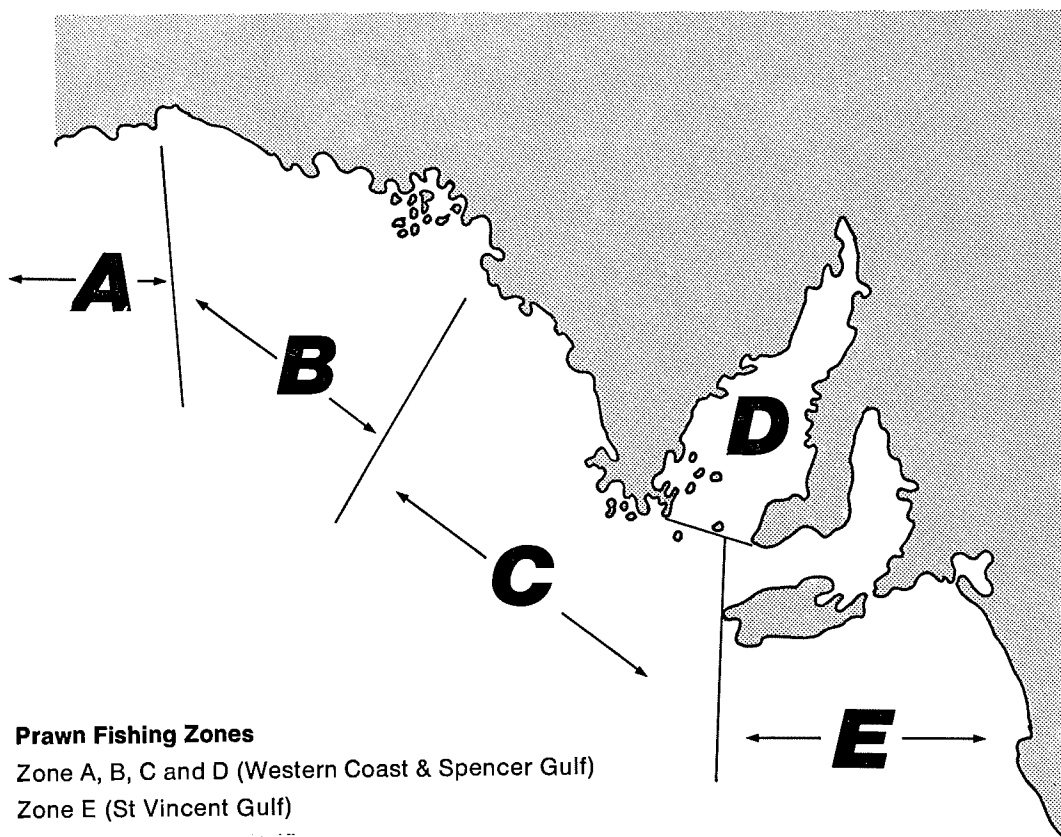 A
B
C
D
E
Prawn Fishing Zones
Zone A, B, C and D (Western Coast & Spencer Gulf)
Zone E (St Vincent Gulf)